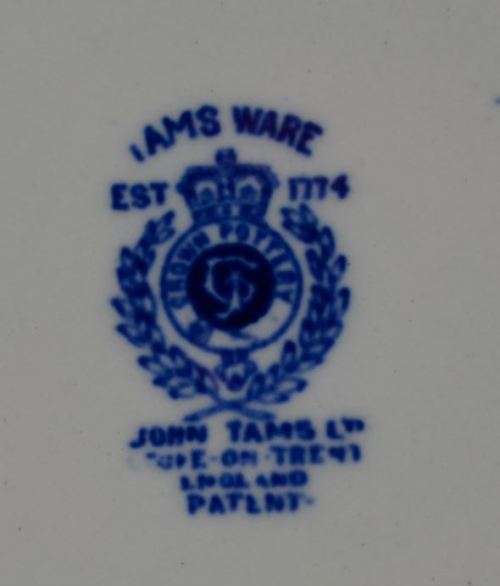 TAMS WARE
EST 1774
CROWN POTTERY
JOHN TAMS LTD
STOKE-ON-TRENT
ENGLAND
PATENT